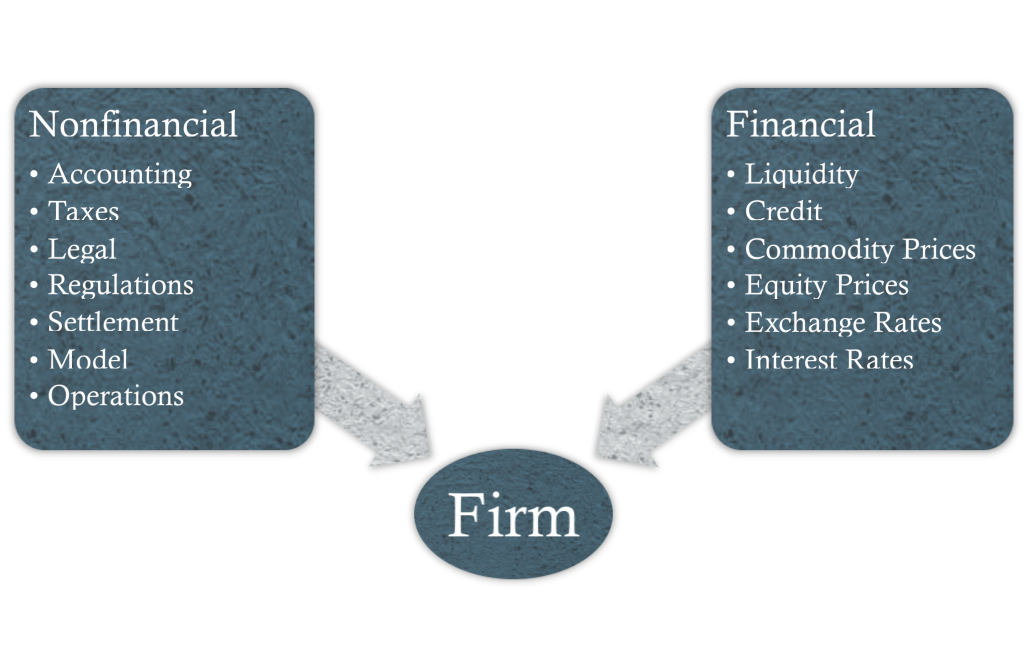 Nonfinancial
• Accounting
• Taxes
• Legal
• Regulations
• Settlement
• Model
• Operations
Financial
• Liquidity
• Credit
• Commodity Prices
• Equity Prices
• Exchange Rates
• Interest Rates
Firm